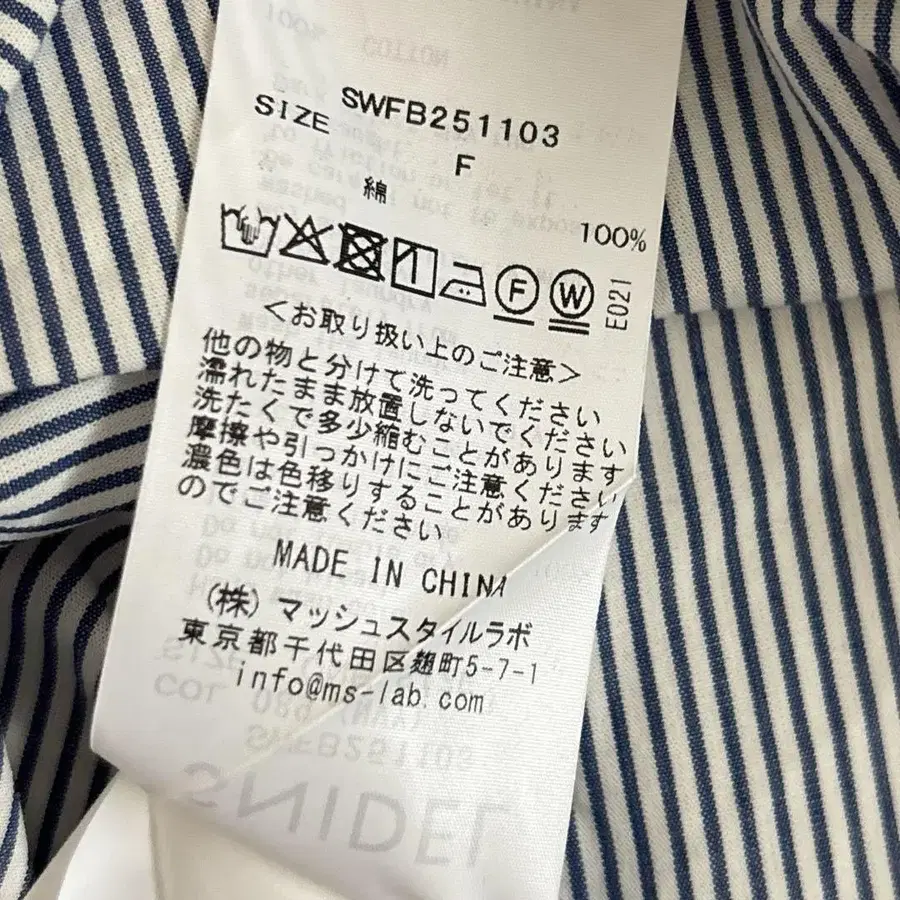 SWFB251103
SIZE F
綿 100%
F W
E021
<お取り扱い上のご注意>
他の物と分けて洗ってください
濡れたまま放置しないでください
洗たくで多少縮むことがあります
摩擦や引っかけにご注意ください
濃色は色移りすることがあります
のでご注意ください
MADE IN CHINA
(株)マッシュスタイルラボ
東京都千代田区麹町5-7-1
info@ms-lab.com
SWFB251103
SNIDEL